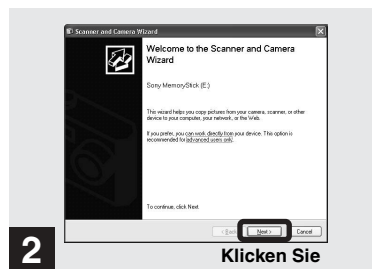 Scanner and Camera Wizard
Welcome to the Scanner and Camera
Wizard
Sony MemoryStick (E:)
This wizard helps you copy pictures from your camera, scanner, or other
device to your computer, your network, or the Web.
If you prefer, you can work directly from your device. This option is
recommended for advanced users only.
To continue, click Next.
< Back Next > Cancel
2
Klicken Sie